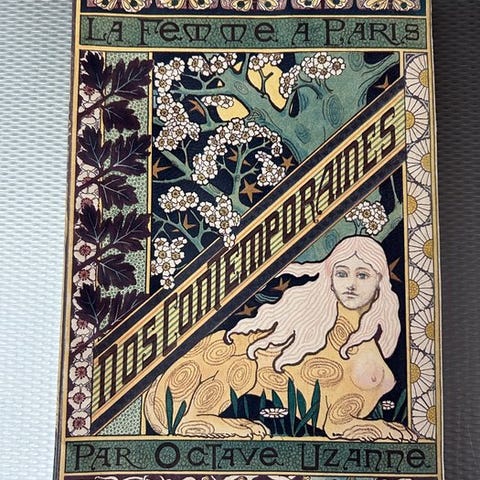 La Femme a Paris
nos contemporaines
Par Octave Uzanne